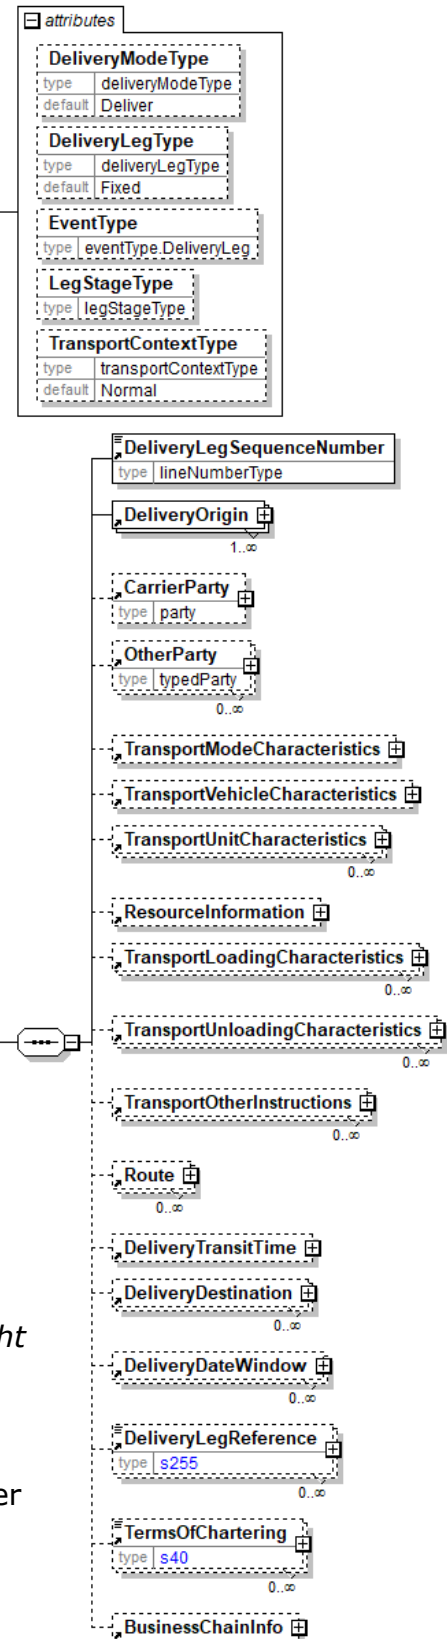 attributes
DeliveryModeType
type deliveryModeType
default Deliver
DeliveryLegType
type deliveryLegType
default Fixed
EventType
type eventType.DeliveryLeg
LegStageType
type legStageType
TransportContextType
type transportContextType
default Normal
DeliveryLegSequenceNumber
type lineNumberType
DeliveryOrigin
1..∞
CarrierParty
type party
OtherParty
type typedParty
0..∞
TransportModeCharacteristics
TransportVehicleCharacteristics
TransportUnitCharacteristics
0..∞
ResourceInformation
TransportLoadingCharacteristics
0..∞
TransportUnloadingCharacteristics
0..∞
TransportOtherInstructions
0..∞
Route
0..∞
DeliveryTransitTime
DeliveryDestination
0..∞
ht
DeliveryDateWindow
0..∞
DeliveryLegReference
type s255
0..∞
er
TermsOfChartering
type s40
0..∞
BusinessChainInfo